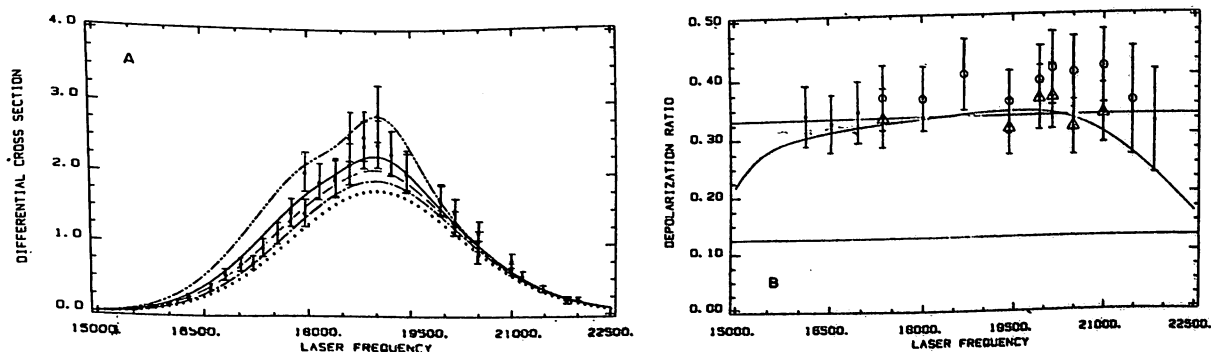 4.0
3.0
2.0
1.0
0.0
DIFFERENTIAL CROSS SECTION
A
15000. 16500. 18000. 19500. 21000. 22500.
LASER FREQUENCY
0.50
0.40
0.30
0.20
0.10
0.00
DEPOLARIZATION RATIO
B
15000. 16500. 18000. 19500. 21000. 22500.
LASER FREQUENCY